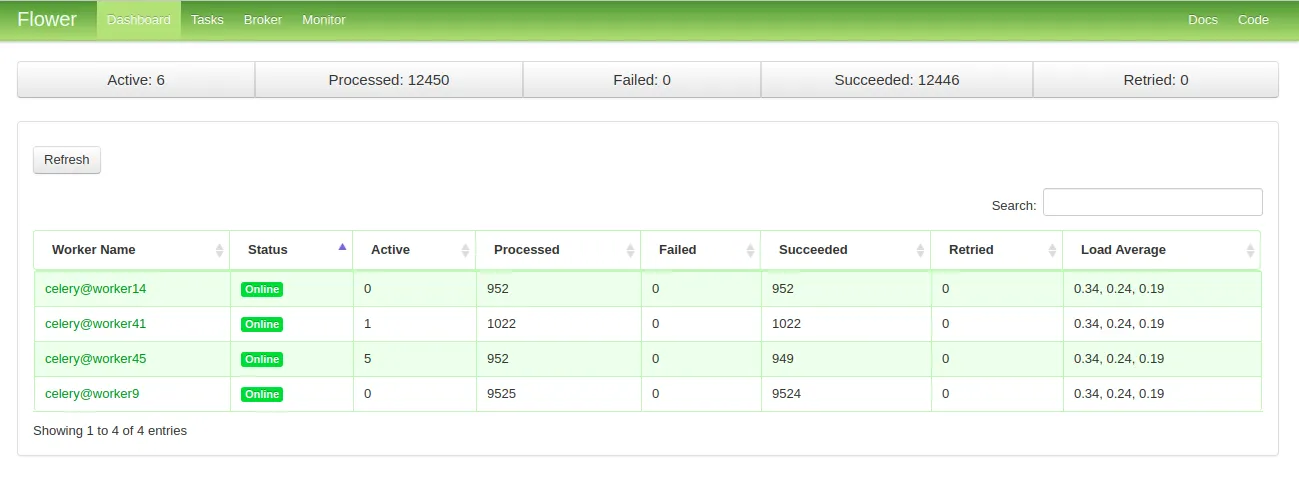 Flower Dashboard Tasks Broker Monitor Docs Code
Active: 6 Processed: 12450 Failed: 0 Succeeded: 12446 Retried: 0
Refresh
Search:
Worker Name Status Active Processed Failed Succeeded Retried Load Average
celery@worker14 Online 0 952 0 952 0 0.34, 0.24, 0.19
celery@worker41 Online 1 1022 0 1022 0 0.34, 0.24, 0.19
celery@worker45 Online 5 952 0 949 0 0.34, 0.24, 0.19
celery@worker9 Online 0 9525 0 9524 0 0.34, 0.24, 0.19
Showing 1 to 4 of 4 entries